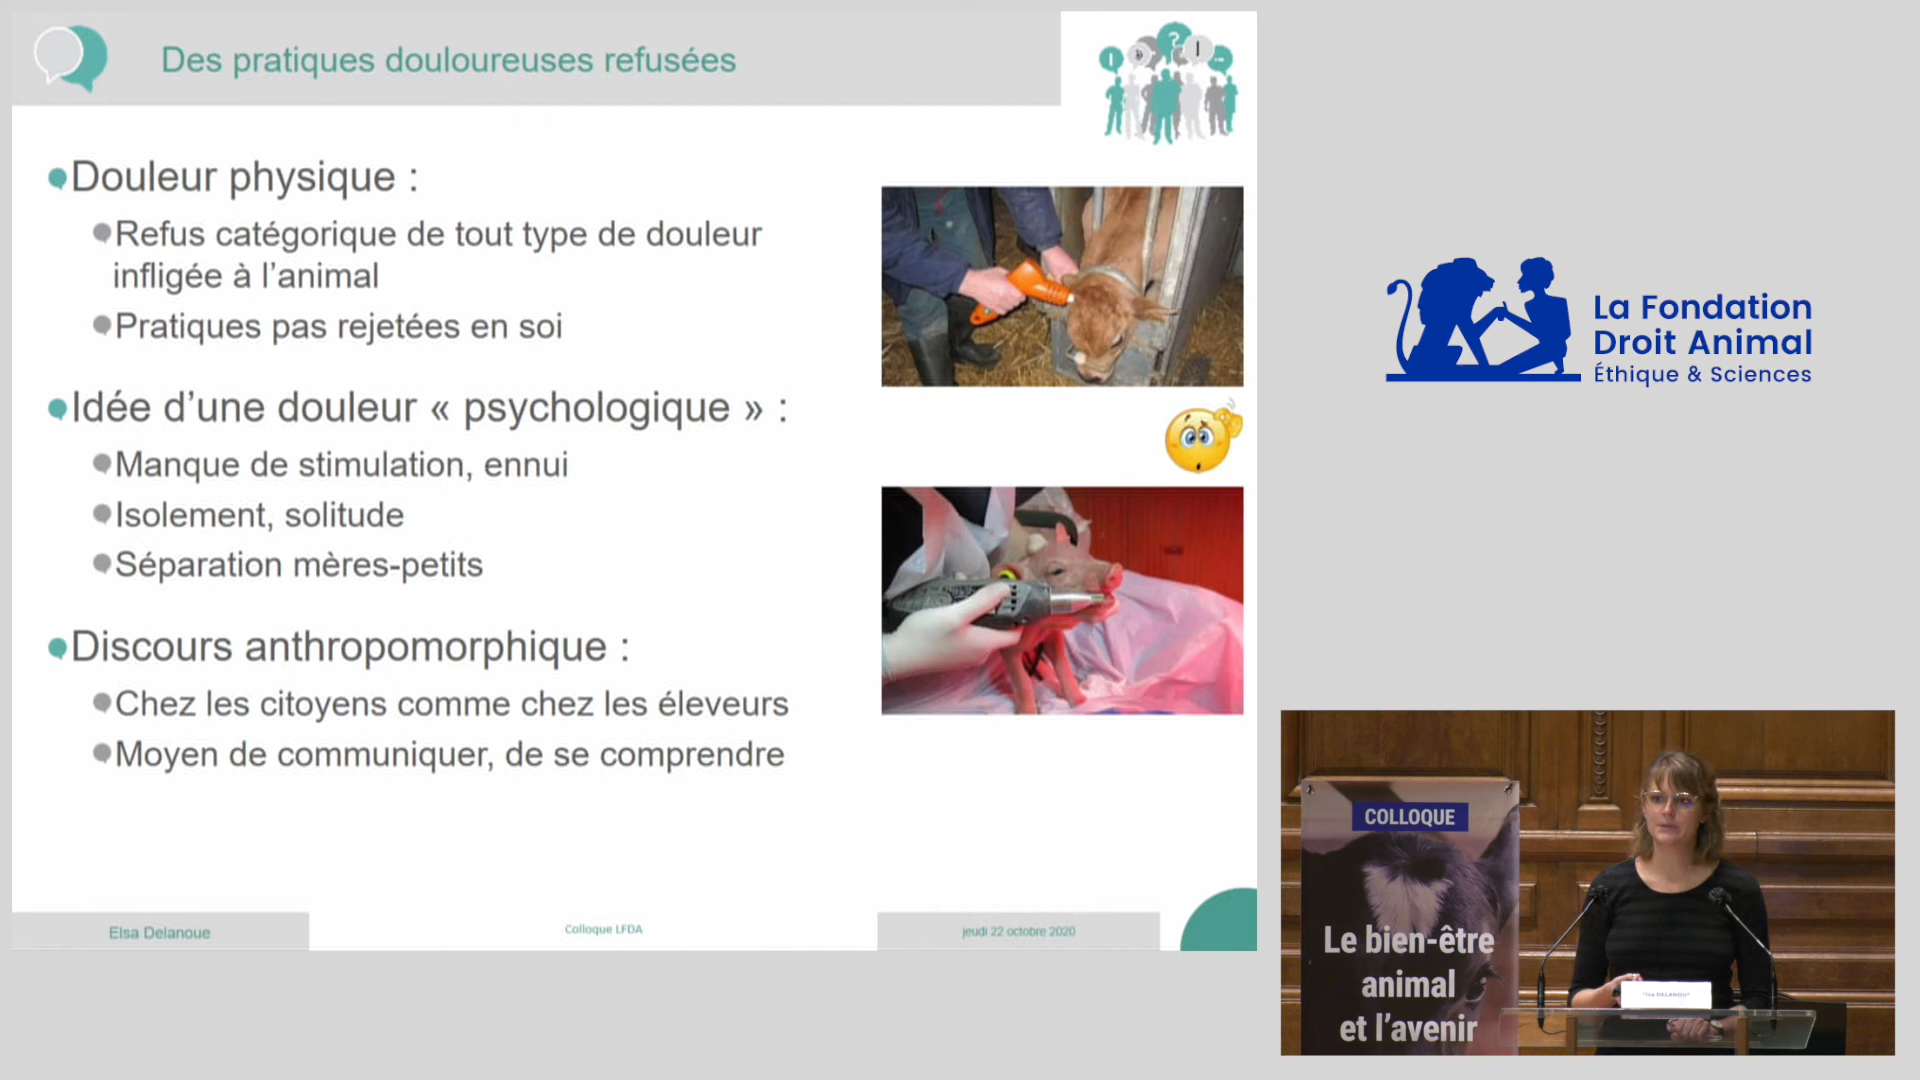 Des pratiques douloureuses refusées
Douleur physique :
Refus catégorique de tout type de douleur
infligée à l’animal
Pratiques pas rejetées en soi
Idée d’une douleur « psychologique » :
Manque de stimulation, ennui
Isolement, solitude
Séparation mères-petits
Discours anthropomorphique :
Chez les citoyens comme chez les éleveurs
Moyen de communiquer, de se comprendre
Elsa Delanoue
Colloque LFDA
jeudi 22 octobre 2020
La Fondation
Droit Animal
Éthique & Sciences
COLLOQUE
Le bien-être
animal
et l’avenir